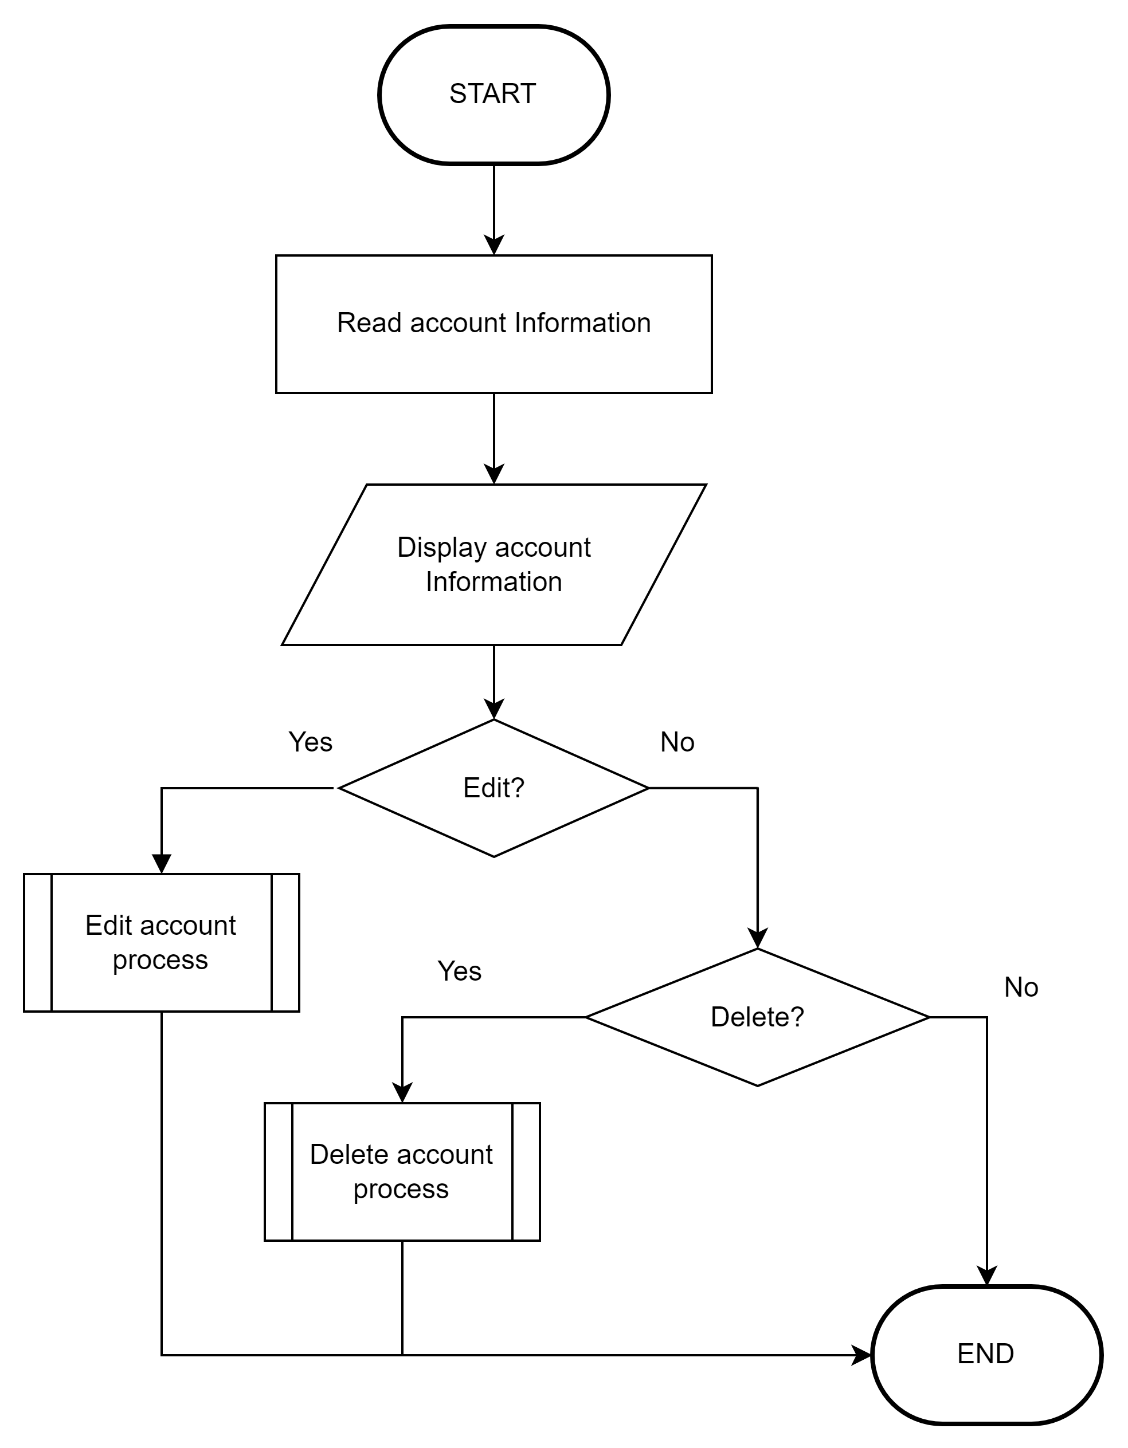 START
Read account Information
Display account
Information
Yes
No
Edit?
Edit account
process
Yes
No
Delete?
Delete account
process
END